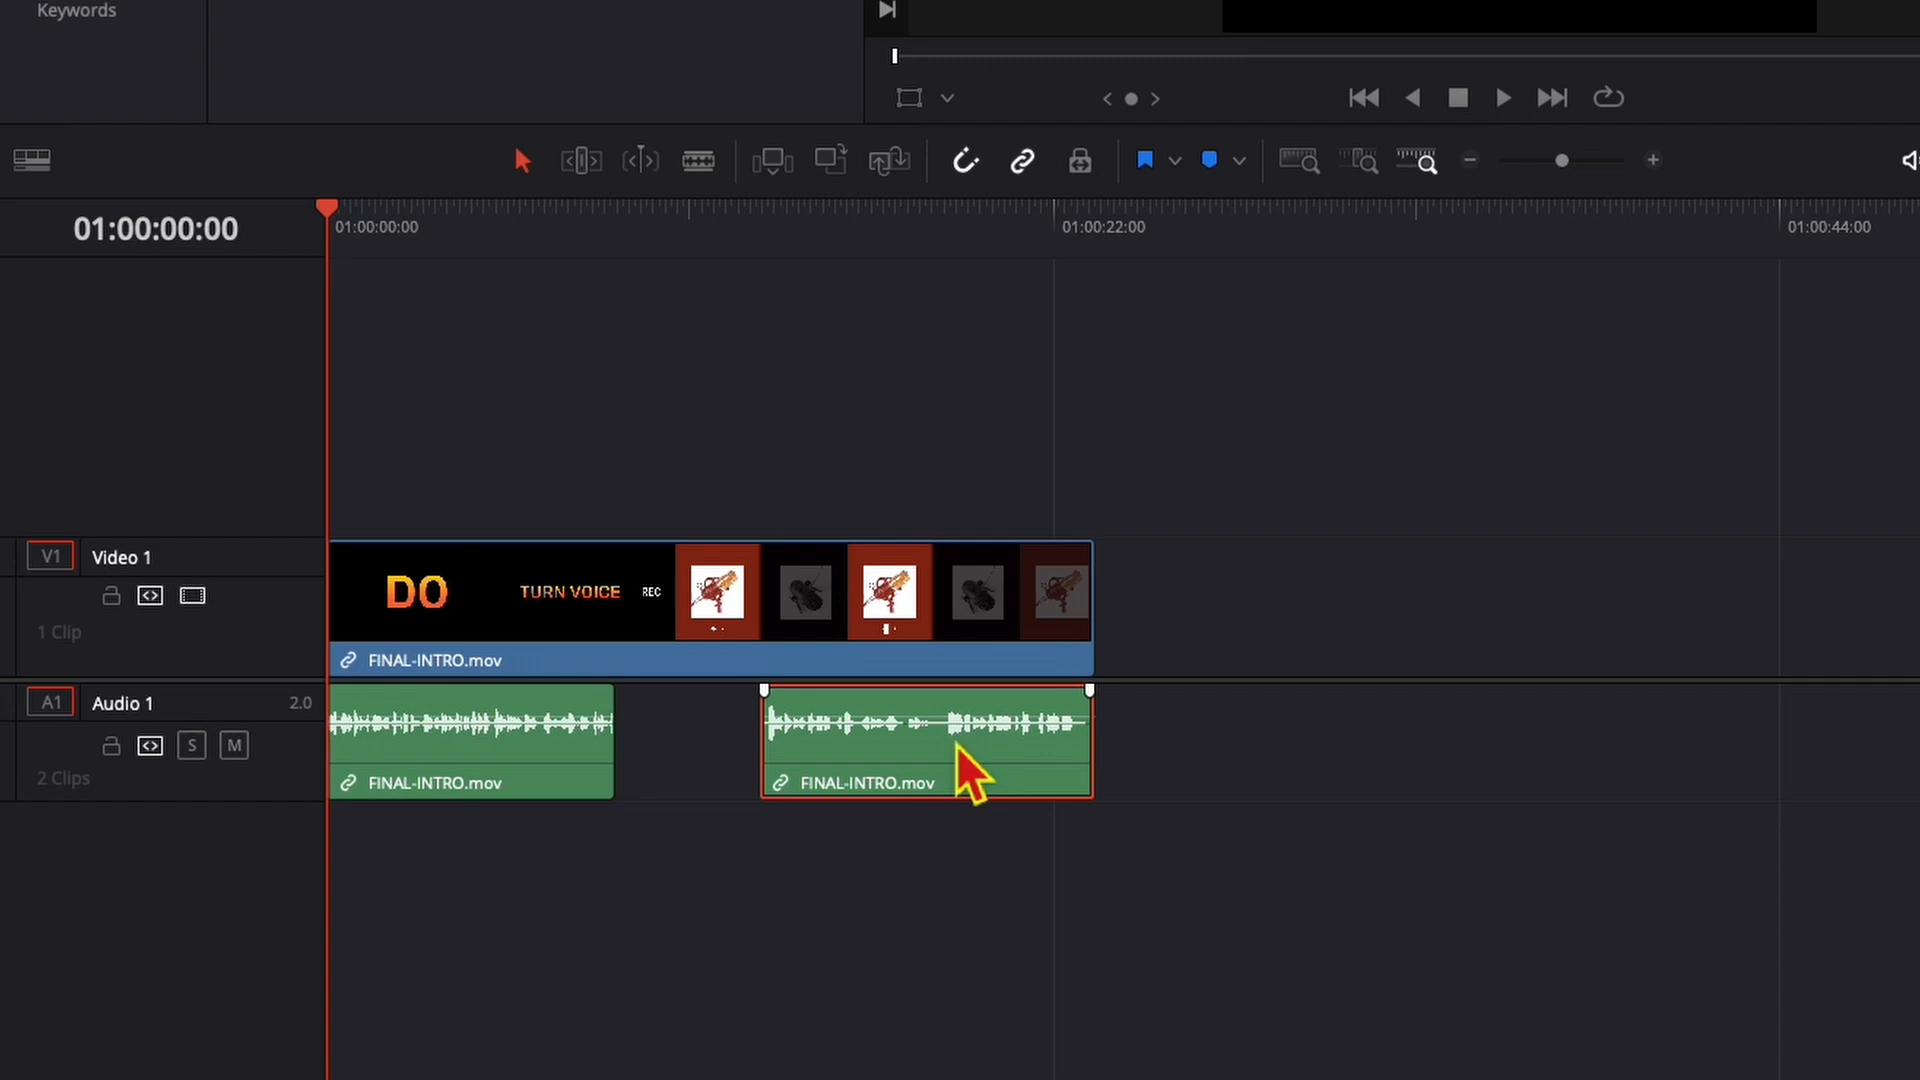 Keywords
01:00:00:00
01:00:00:00
01:00:22:00
01:00:44:00
V1
Video 1
1 Clip
DO
TURN VOICE
REC
FINAL-INTRO.mov
A1
Audio 1
2.0
S
M
2 Clips
FINAL-INTRO.mov
FINAL-INTRO.mov